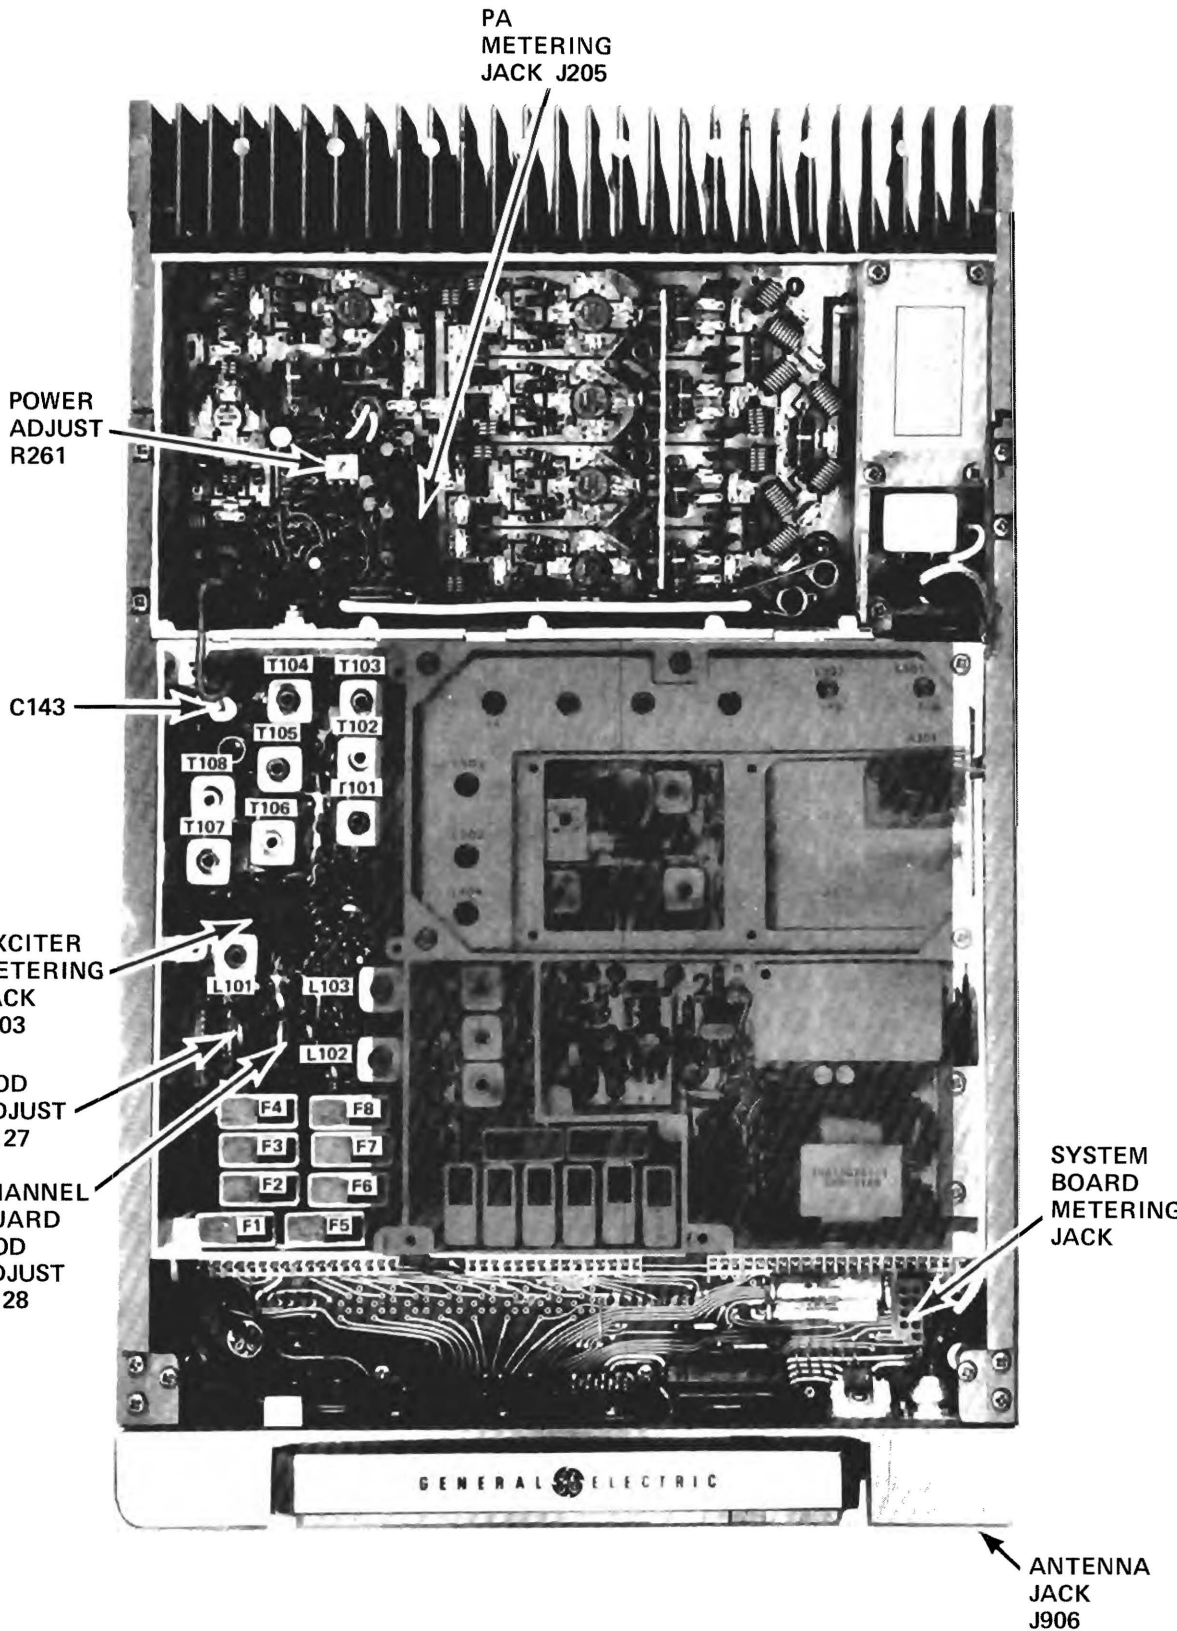 PA
METERING
JACK J205
POWER
ADJUST
R261
C143
T104
T103
T105
T102
T108
T101
T106
T107
XCITER
ETERING
ACK
03
L101
L103
L102
OD
DJUST
127
F4
F8
F3
F7
F2
F6
F1
F5
HANNEL
UARD
OD
DJUST
128
SYSTEM
BOARD
METERING
JACK
GENERAL ELECTRIC
ANTENNA
JACK
J906